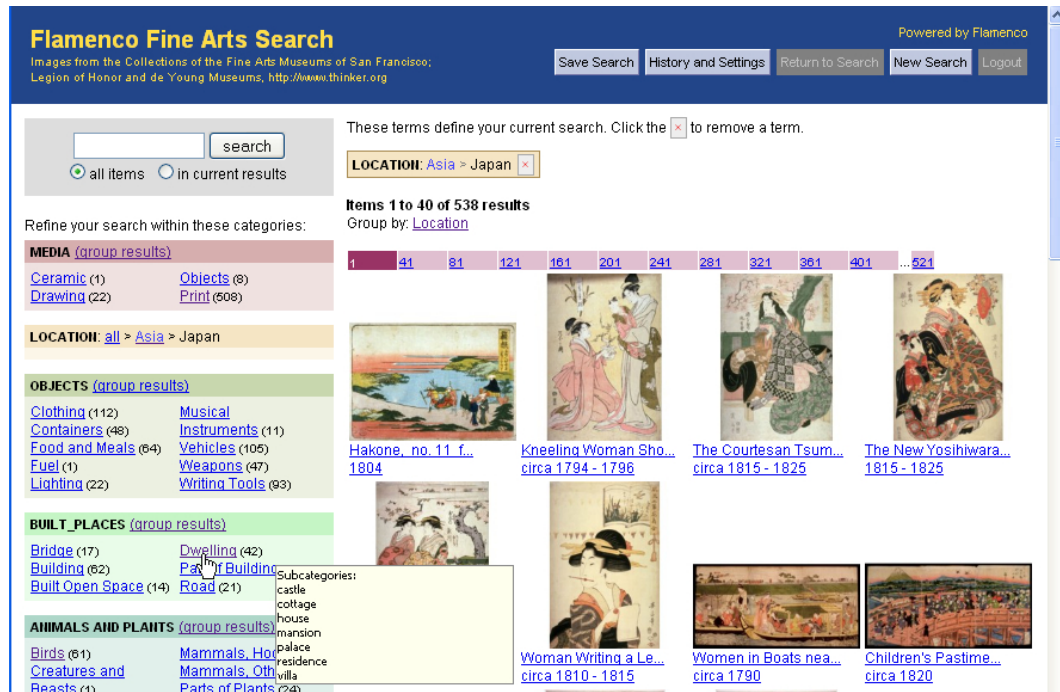 Flamenco Fine Arts Search
Images from the Collections of the Fine Arts Museums of San Francisco;
Legion of Honor and de Young Museums, http://www.thinker.org
Powered by Flamenco
Save Search
History and Settings
Return to Search
New Search
Logout
search
all items
in current results
Refine your search within these categories:
MEDIA (group results)
Ceramic (1)
Drawing (22)
Objects (8)
Print (508)
LOCATION: all > Asia > Japan
OBJECTS (group results)
Clothing (112)
Containers (48)
Food and Meals (64)
Fuel (1)
Lighting (22)
Musical
Instruments (11)
Vehicles (105)
Weapons (47)
Writing Tools (93)
BUILT_PLACES (group results)
Bridge (17)
Building (62)
Built Open Space (14)
Dwelling (42)
Building
Road (21)
Subcategories:
castle
cottage
house
mansion
palace
residence
villa
ANIMALS AND PLANTS (group results)
Birds (61)
Creatures and
Beasts (1)
Mammals,
Mammals,
Parts of Plants (24)
These terms define your current search. Click the x to remove a term.
LOCATION: Asia > Japan x
Items 1 to 40 of 538 results
Group by: Location
1 41 81 121 161 201 241 281 321 361 401 ...521
Hakone, no. 11 f...
1804
Kneeling Woman Sho...
circa 1794 - 1796
The Courtesan Tsum...
circa 1815 - 1825
The New Yosihiwara...
1815 - 1825
Woman Writing a Le...
circa 1810 - 1815
Women in Boats nea...
circa 1790
Children's Pastime...
circa 1820